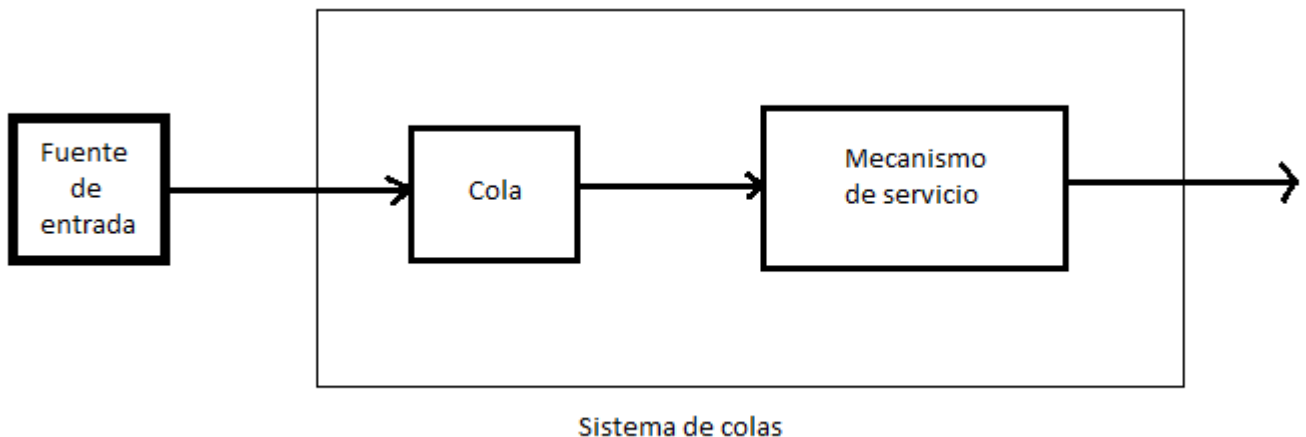 Fuente
de
entrada
Cola
Mecanismo
de servicio
Sistema de colas